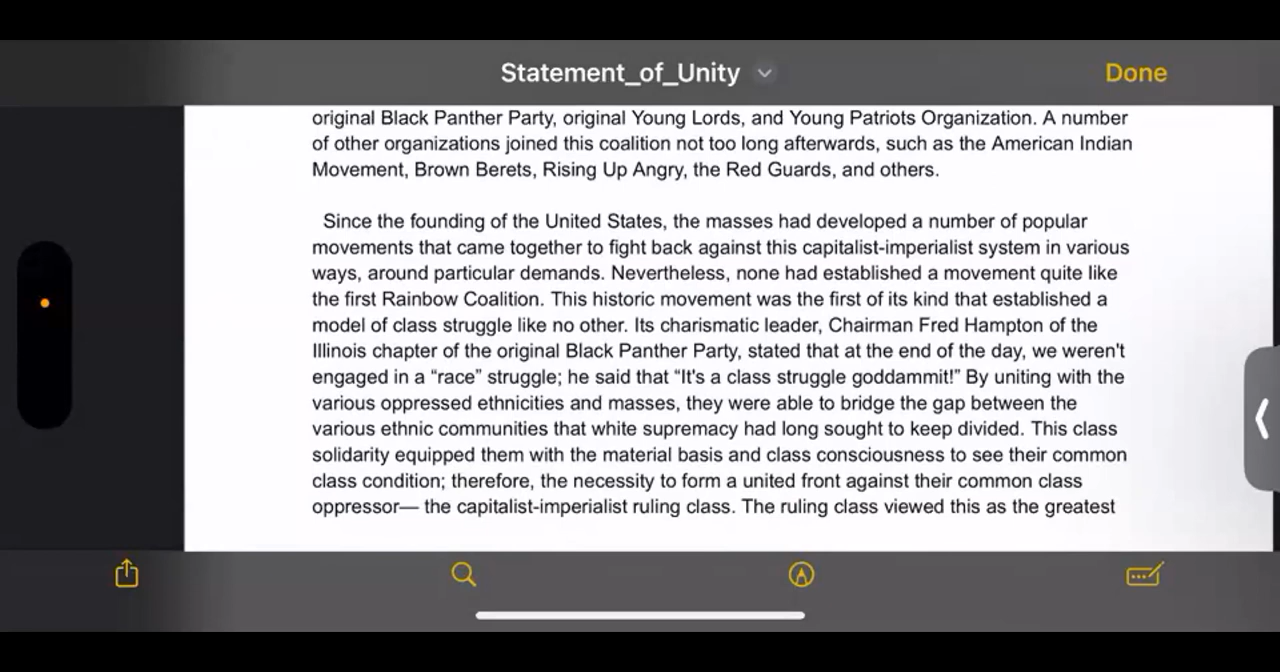 Statement_of_Unity
Done
original Black Panther Party, original Young Lords, and Young Patriots Organization. A number
of other organizations joined this coalition not too long afterwards, such as the American Indian
Movement, Brown Berets, Rising Up Angry, the Red Guards, and others.
Since the founding of the United States, the masses had developed a number of popular
movements that came together to fight back against this capitalist-imperialist system in various
ways, around particular demands. Nevertheless, none had established a movement quite like
the first Rainbow Coalition. This historic movement was the first of its kind that established a
model of class struggle like no other. Its charismatic leader, Chairman Fred Hampton of the
Illinois chapter of the original Black Panther Party, stated that at the end of the day, we weren't
engaged in a “race” struggle; he said that “It's a class struggle goddammit!” By uniting with the
various oppressed ethnicities and masses, they were able to bridge the gap between the
various ethnic communities that white supremacy had long sought to keep divided. This class
solidarity equipped them with the material basis and class consciousness to see their common
class condition; therefore, the necessity to form a united front against their common class
oppressor— the capitalist-imperialist ruling class. The ruling class viewed this as the greatest